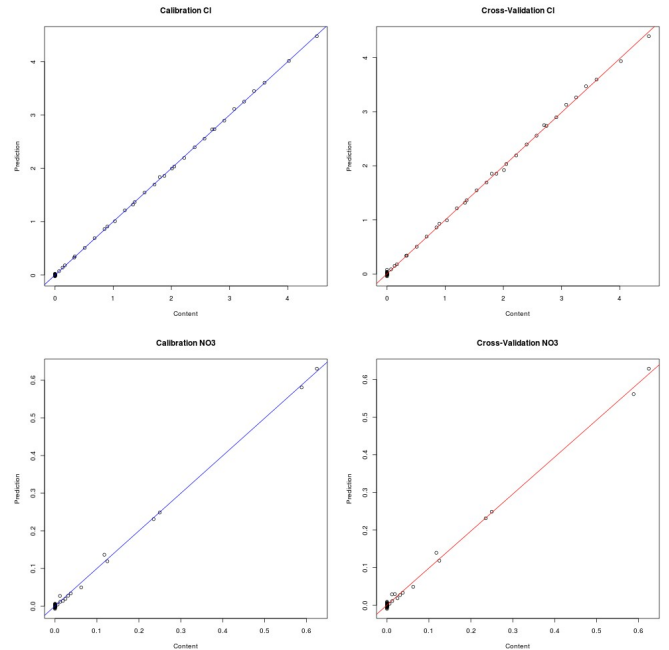 Calibration Cl
Prediction
0 1 2 3 4
0 1 2 3 4
Content
Cross-Validation Cl
Prediction
0 1 2 3 4
0 1 2 3 4
Content
Calibration NO3
Prediction
0.0 0.1 0.2 0.3 0.4 0.5 0.6
0.0 0.1 0.2 0.3 0.4 0.5 0.6
Content
Cross-Validation NO3
Prediction
0.0 0.1 0.2 0.3 0.4 0.5 0.6
0.0 0.1 0.2 0.3 0.4 0.5 0.6
Content